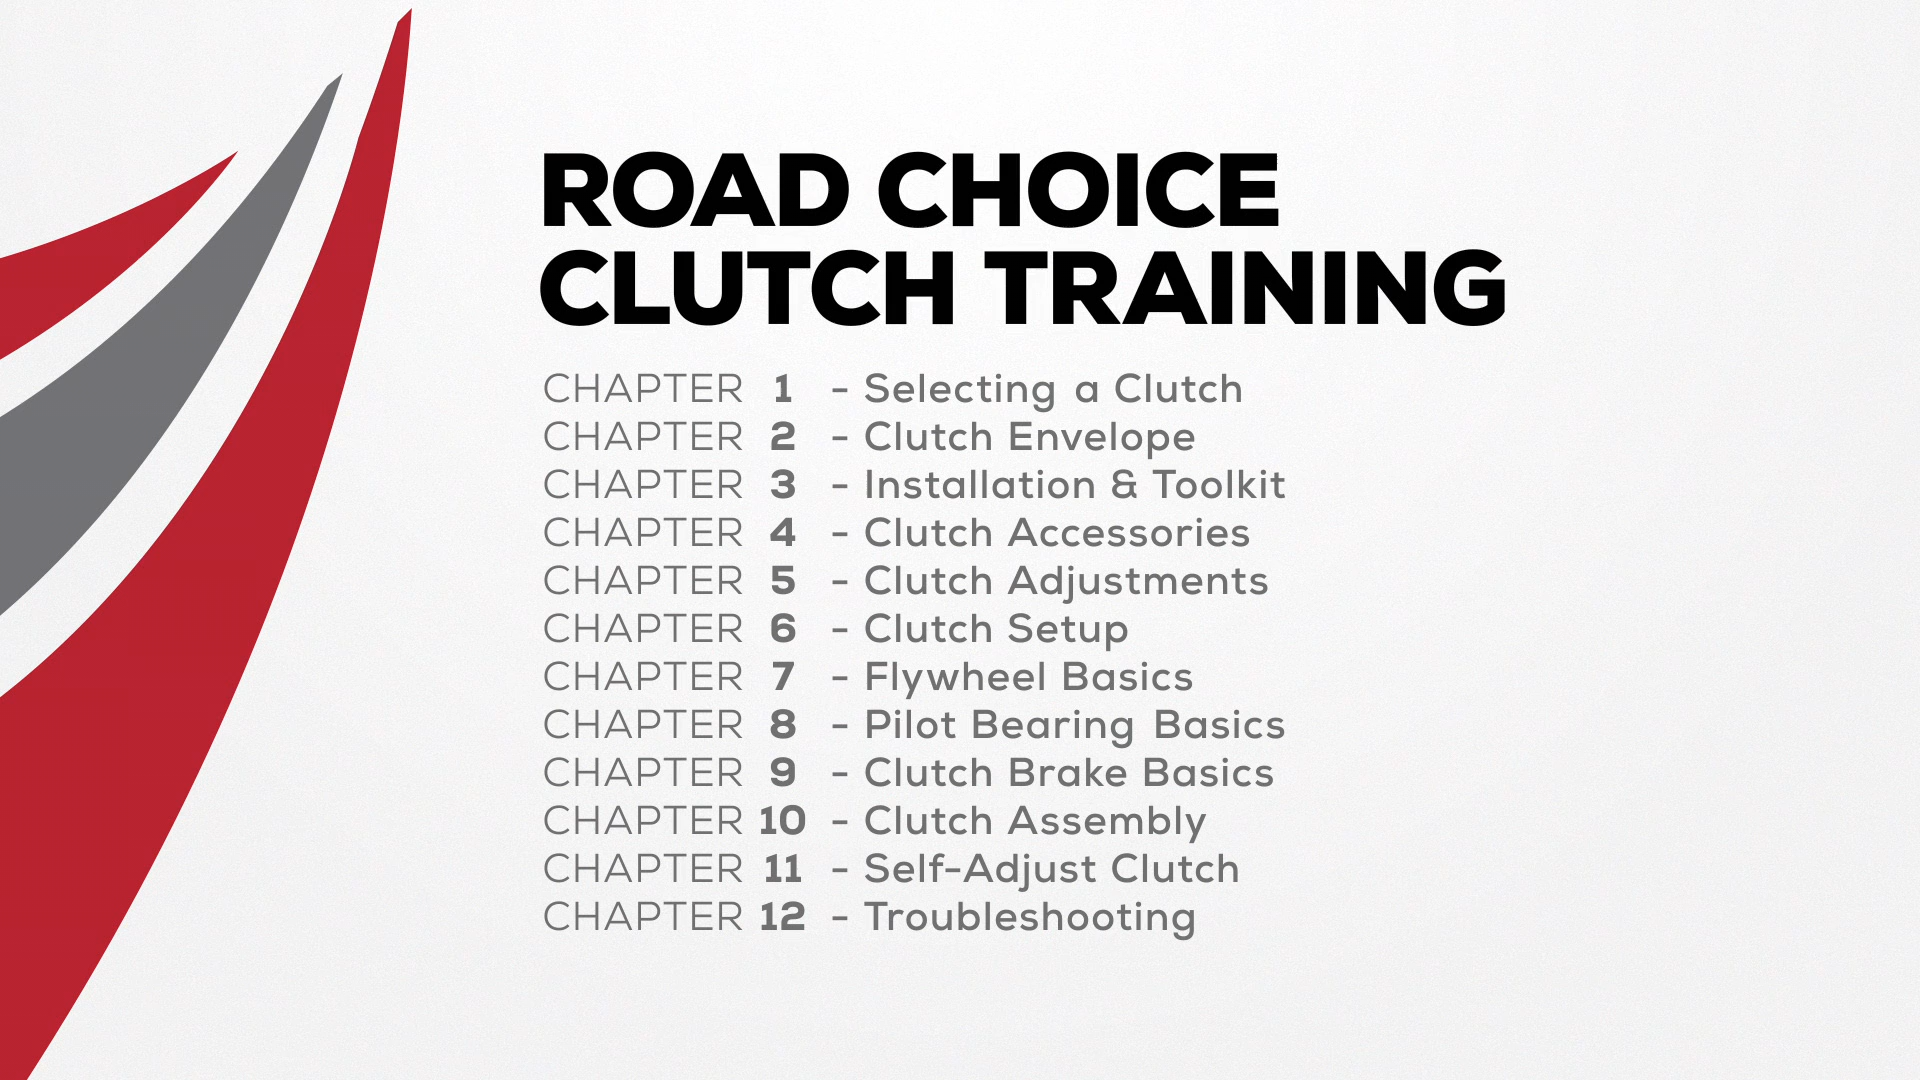 ROAD CHOICE
CLUTCH TRAINING
CHAPTER 1 - Selecting a Clutch
CHAPTER 2 - Clutch Envelope
CHAPTER 3 - Installation & Toolkit
CHAPTER 4 - Clutch Accessories
CHAPTER 5 - Clutch Adjustments
CHAPTER 6 - Clutch Setup
CHAPTER 7 - Flywheel Basics
CHAPTER 8 - Pilot Bearing Basics
CHAPTER 9 - Clutch Brake Basics
CHAPTER 10 - Clutch Assembly
CHAPTER 11 - Self-Adjust Clutch
CHAPTER 12 - Troubleshooting